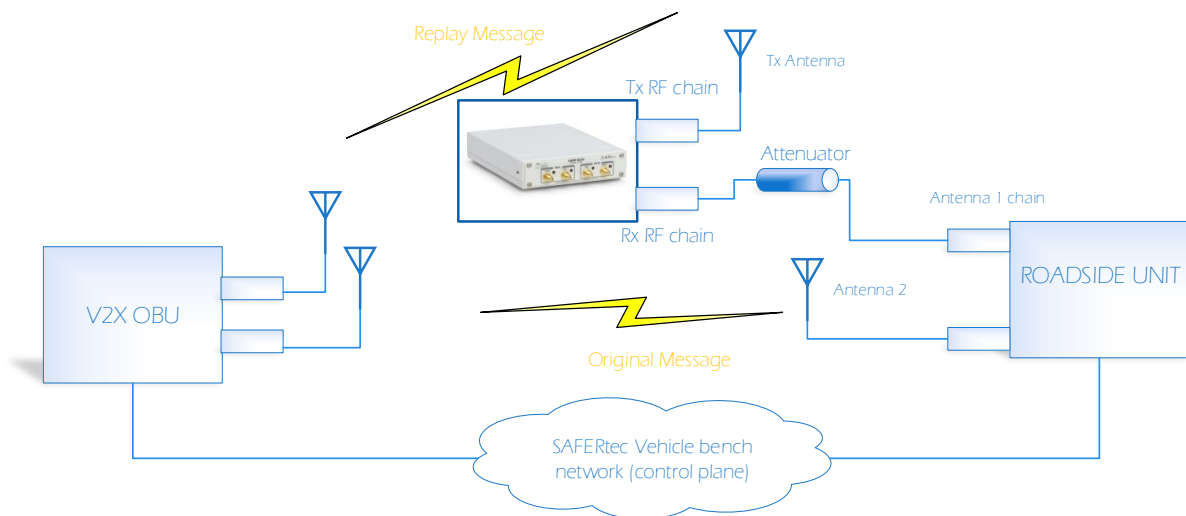 Replay Message
Tx Antenna
Tx RF chain
Attenuator
Antenna 1 chain
Rx RF chain
ROADSIDE UNIT
Antenna 2
V2X OBU
Original Message
SAFERtec Vehicle bench
network (control plane)